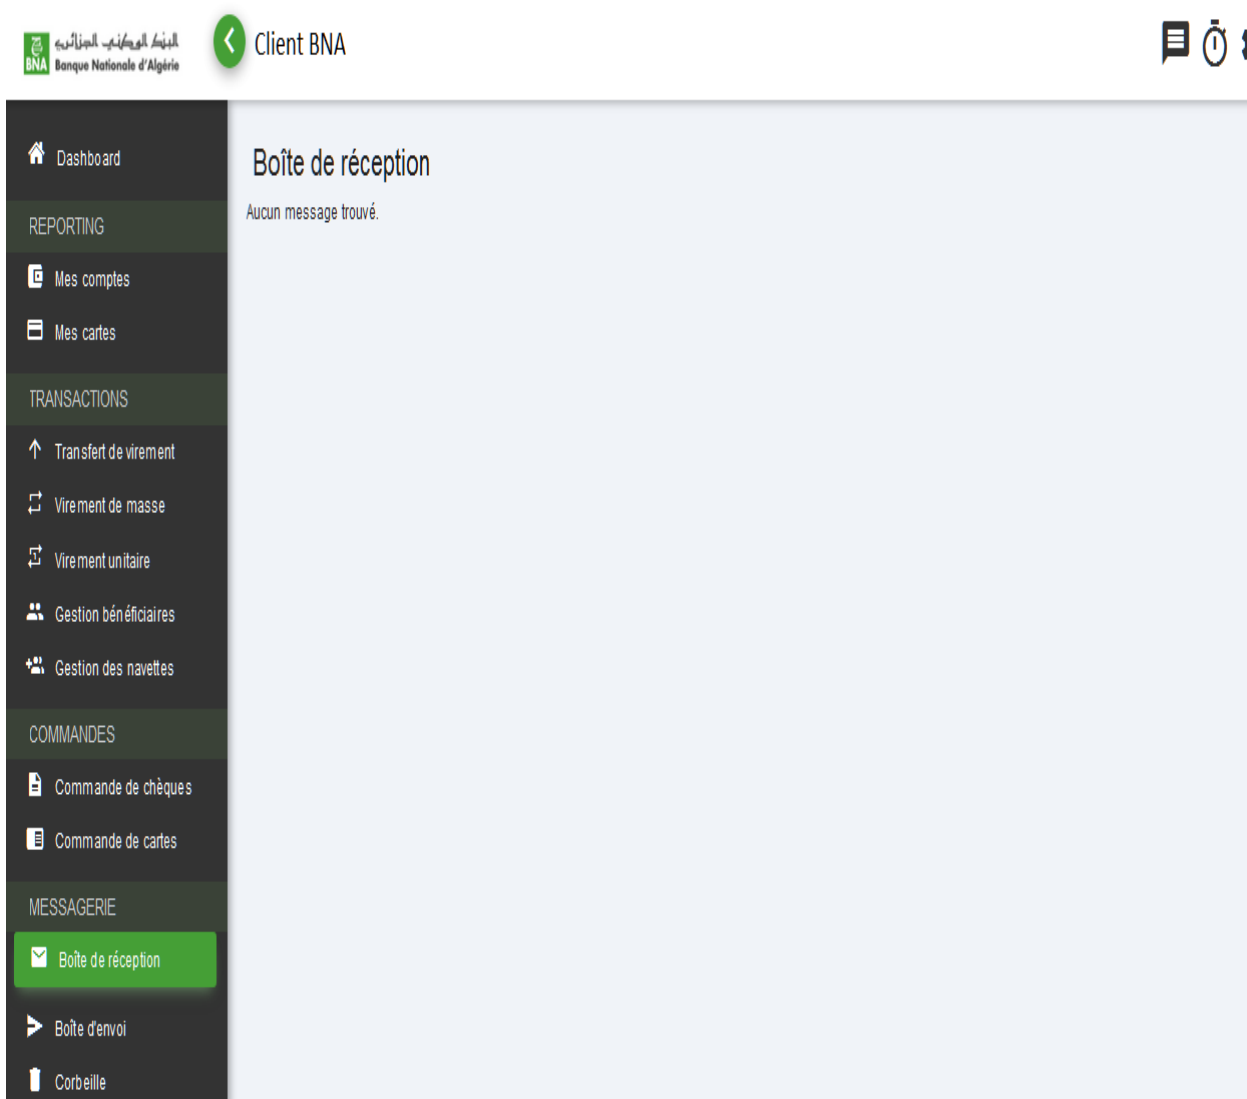 البنك الوطني الجزائري
BNA Banque Nationale d'Algérie
Client BNA
Dashboard
REPORTING
Mes comptes
Mes cartes
TRANSACTIONS
Transfert de virement
Virement de masse
Virement unitaire
Gestion bénéficiaires
Gestion des navettes
COMMANDES
Commande de chèques
Commande de cartes
MESSAGERIE
Boîte de réception
Boîte d'envoi
Corbeille
Boîte de réception
Aucun message trouvé.